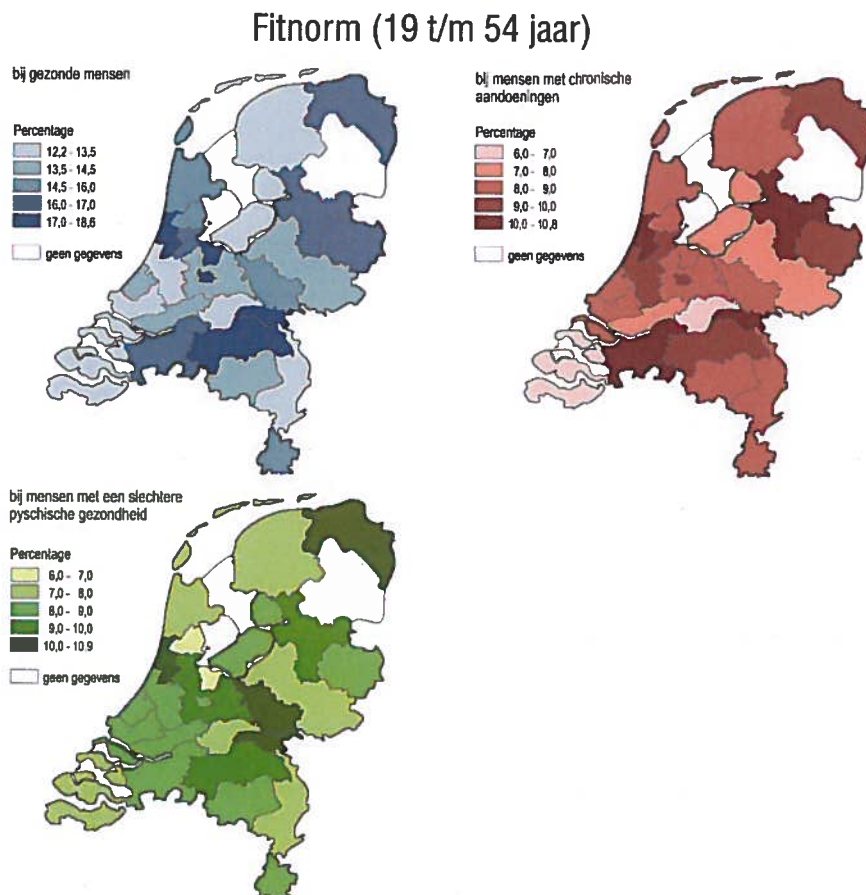 Fitnorm (19 t/m 54 jaar)
bij gezonde mensen
Percentage
12,2 - 13,5
13,5 - 14,5
14,5 - 16,0
16,0 - 17,0
17,0 - 18,6
geen gegevens
bij mensen met chronische
aandoeningen
Percentage
6,0 - 7,0
7,0 - 8,0
8,0 - 9,0
9,0 - 10,0
10,0 - 10,8
geen gegevens
bij mensen met een slechtere
pyschische gezondheid
Percentage
6,0 - 7,0
7,0 - 8,0
8,0 - 9,0
9,0 - 10,0
10,0 - 10 9
geen gegevens